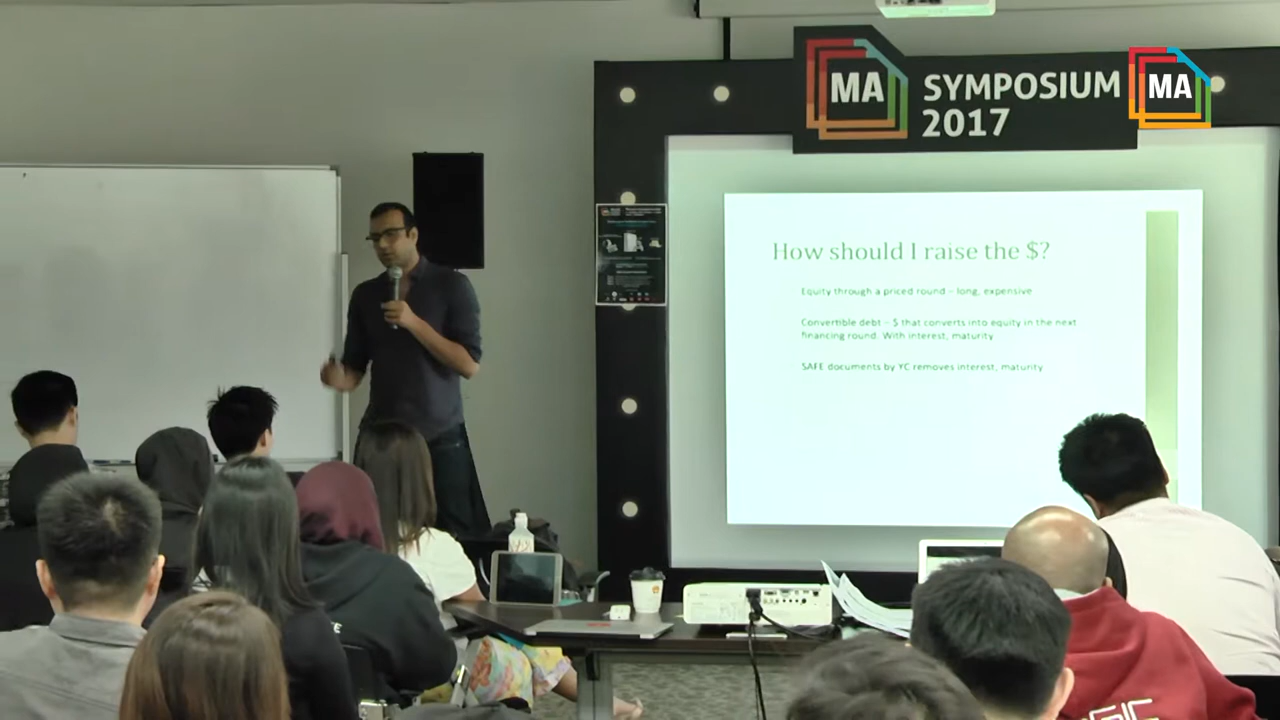 MA
SYMPOSIUM
2017
MA
How should I raise the $?
Equity through a priced round – long, expensive
Convertible debt – $ that converts into equity in the next
financing round. With interest, maturity
SAFE documents by YC removes interest, maturity